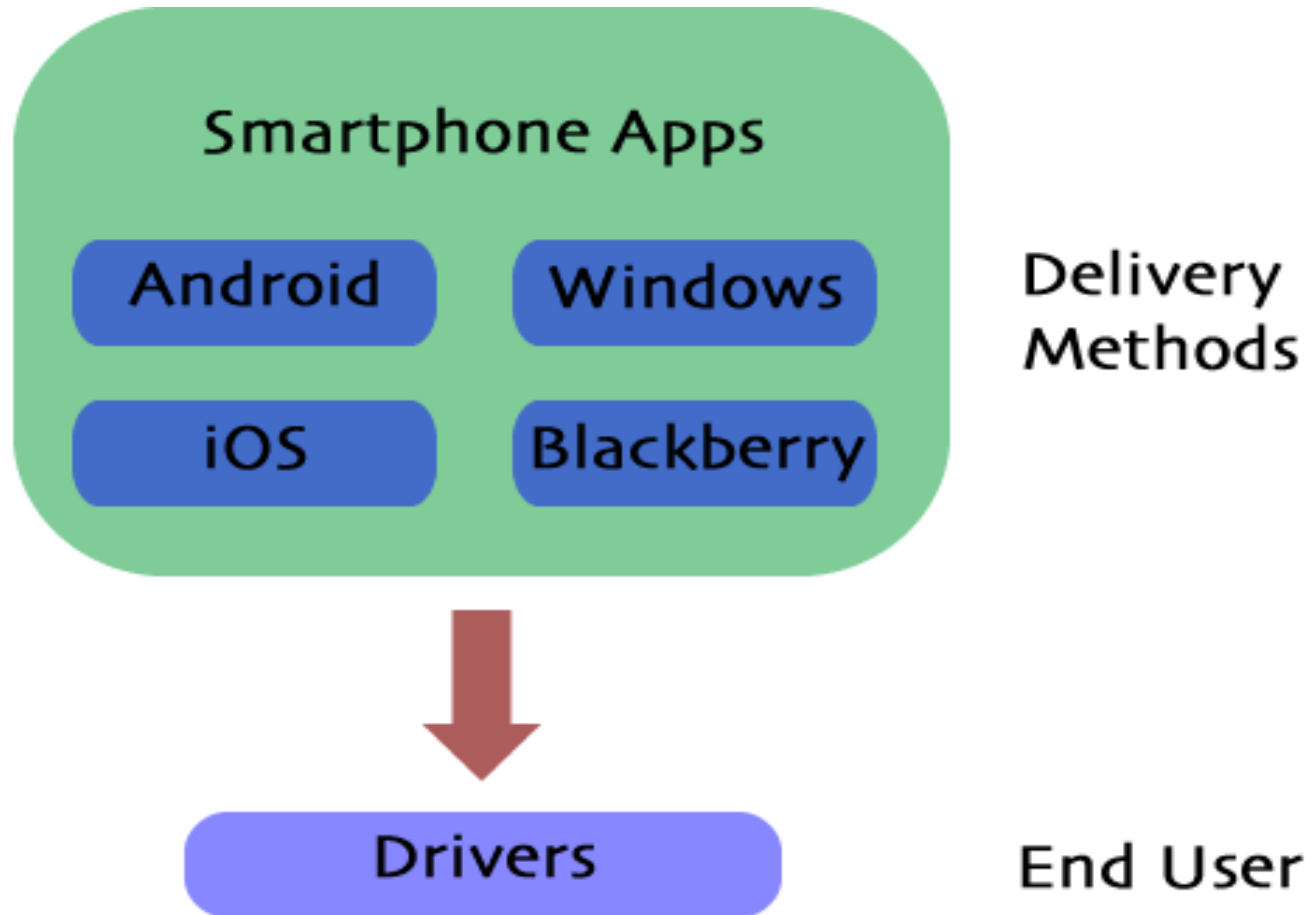 Smartphone Apps
Android
Windows
iOS
Blackberry
Delivery
Methods
Drivers
End User